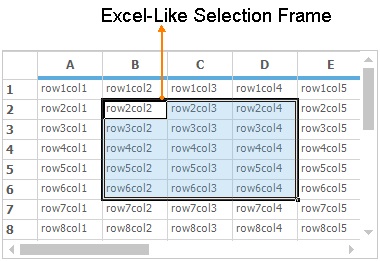 Excel-Like Selection Frame
A B C D E
1 row1col1 row1col2 row1col3 row1col4 row1col5
2 row2col1 row2col2 row2col3 row2col4 row2col5
3 row3col1 row3col2 row3col3 row3col4 row3col5
4 row4col1 row4col2 row4col3 row4col4 row4col5
5 row5col1 row5col2 row5col3 row5col4 row5col5
6 row6col1 row6col2 row6col3 row6col4 row6col5
7 row7col1 row7col2 row7col3 row7col4 row7col5
8 row8col1 row8col2 row8col3 row8col4 row8col5